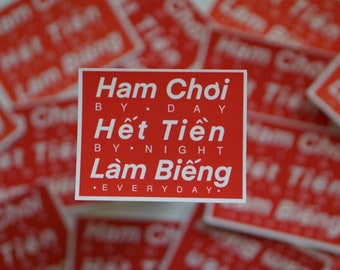 Ham Chơi
BY • DAY
Hết Tiền
BY • NIGHT
Làm Biếng
• EVERYDAY •